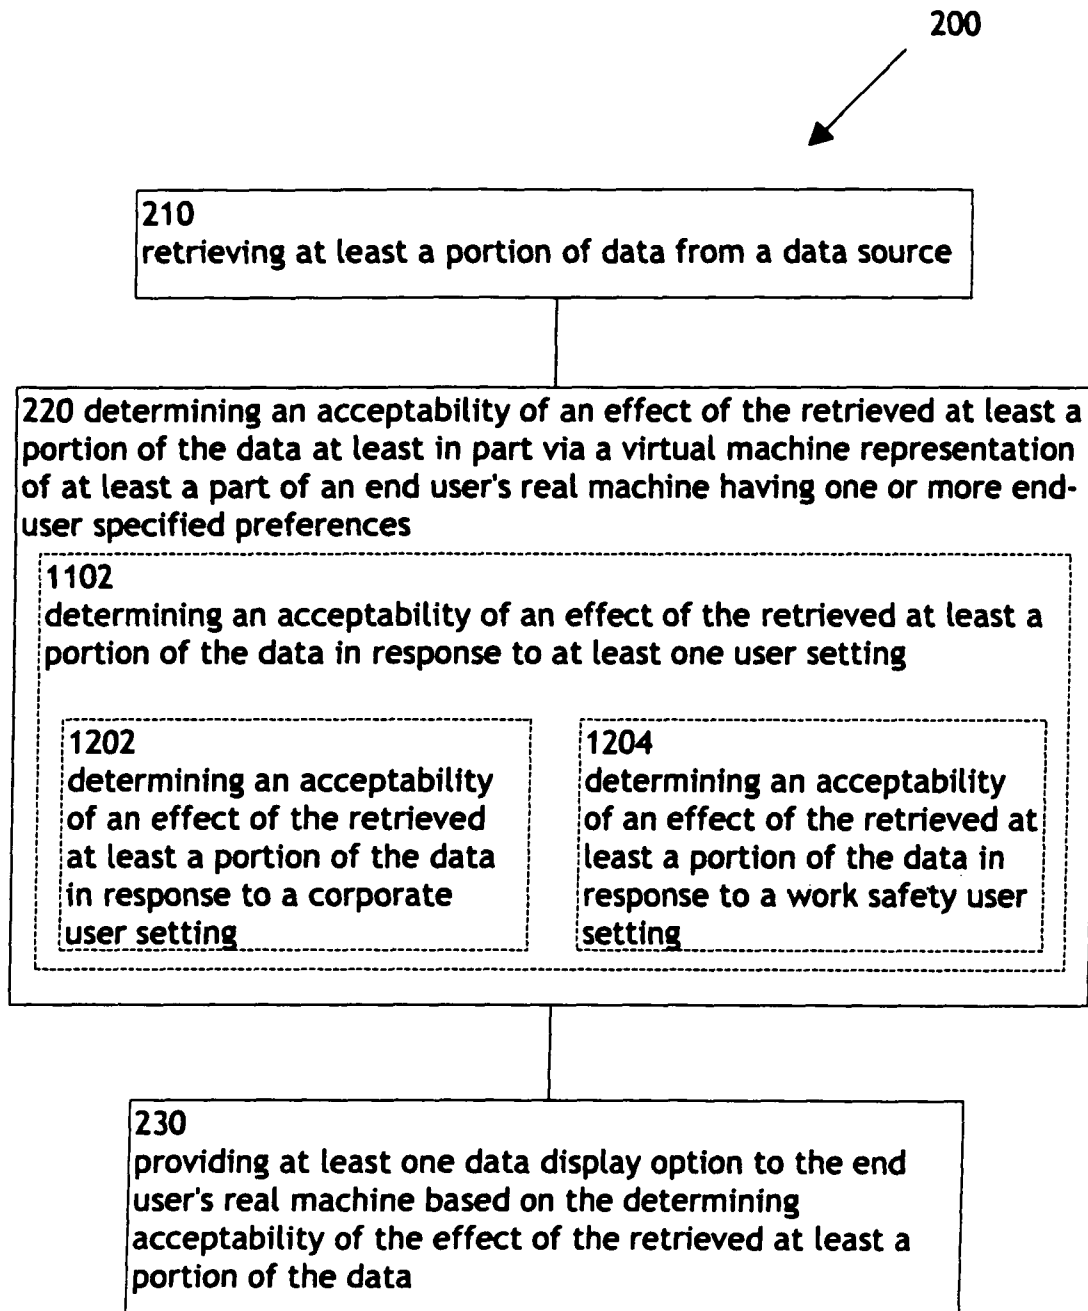 200
210
retrieving at least a portion of data from a data source
220 determining an acceptability of an effect of the retrieved at least a
portion of the data at least in part via a virtual machine representation
of at least a part of an end user's real machine having one or more end-
user specified preferences
1102
determining an acceptability of an effect of the retrieved at least a
portion of the data in response to at least one user setting
1202
determining an acceptability
of an effect of the retrieved
at least a portion of the data
in response to a corporate
user setting
1204
determining an acceptability
of an effect of the retrieved at
least a portion of the data in
response to a work safety user
setting
230
providing at least one data display option to the end
user's real machine based on the determining
acceptability of the effect of the retrieved at least a
portion of the data